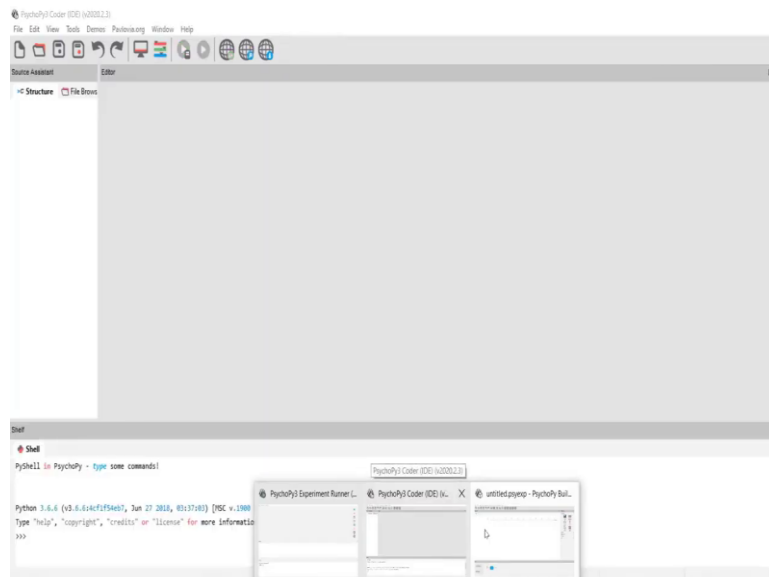 PsychoPy3 Coder (IDE) (v2020.2.3)
File Edit View Tools Demos Pavlovia.org Window Help
Source Assistant Editor
Structure File Brows
Shelf
Shell
PyShell in PsychoPy - type some commands!
PsychoPy3 Coder (IDE) (v2020.2.3)
PsychoPy3 Experiment Runner (... PsychoPy3 Coder (IDE) (v... untitled.psyexp - PsychoPy Buil...
Python 3.6.6 (v3.6.6:4cf1f54eb7, Jun 27 2018, 03:37:03) [MSC v.1900
Type "help", "copyright", "credits" or "license" for more informatio
>>>